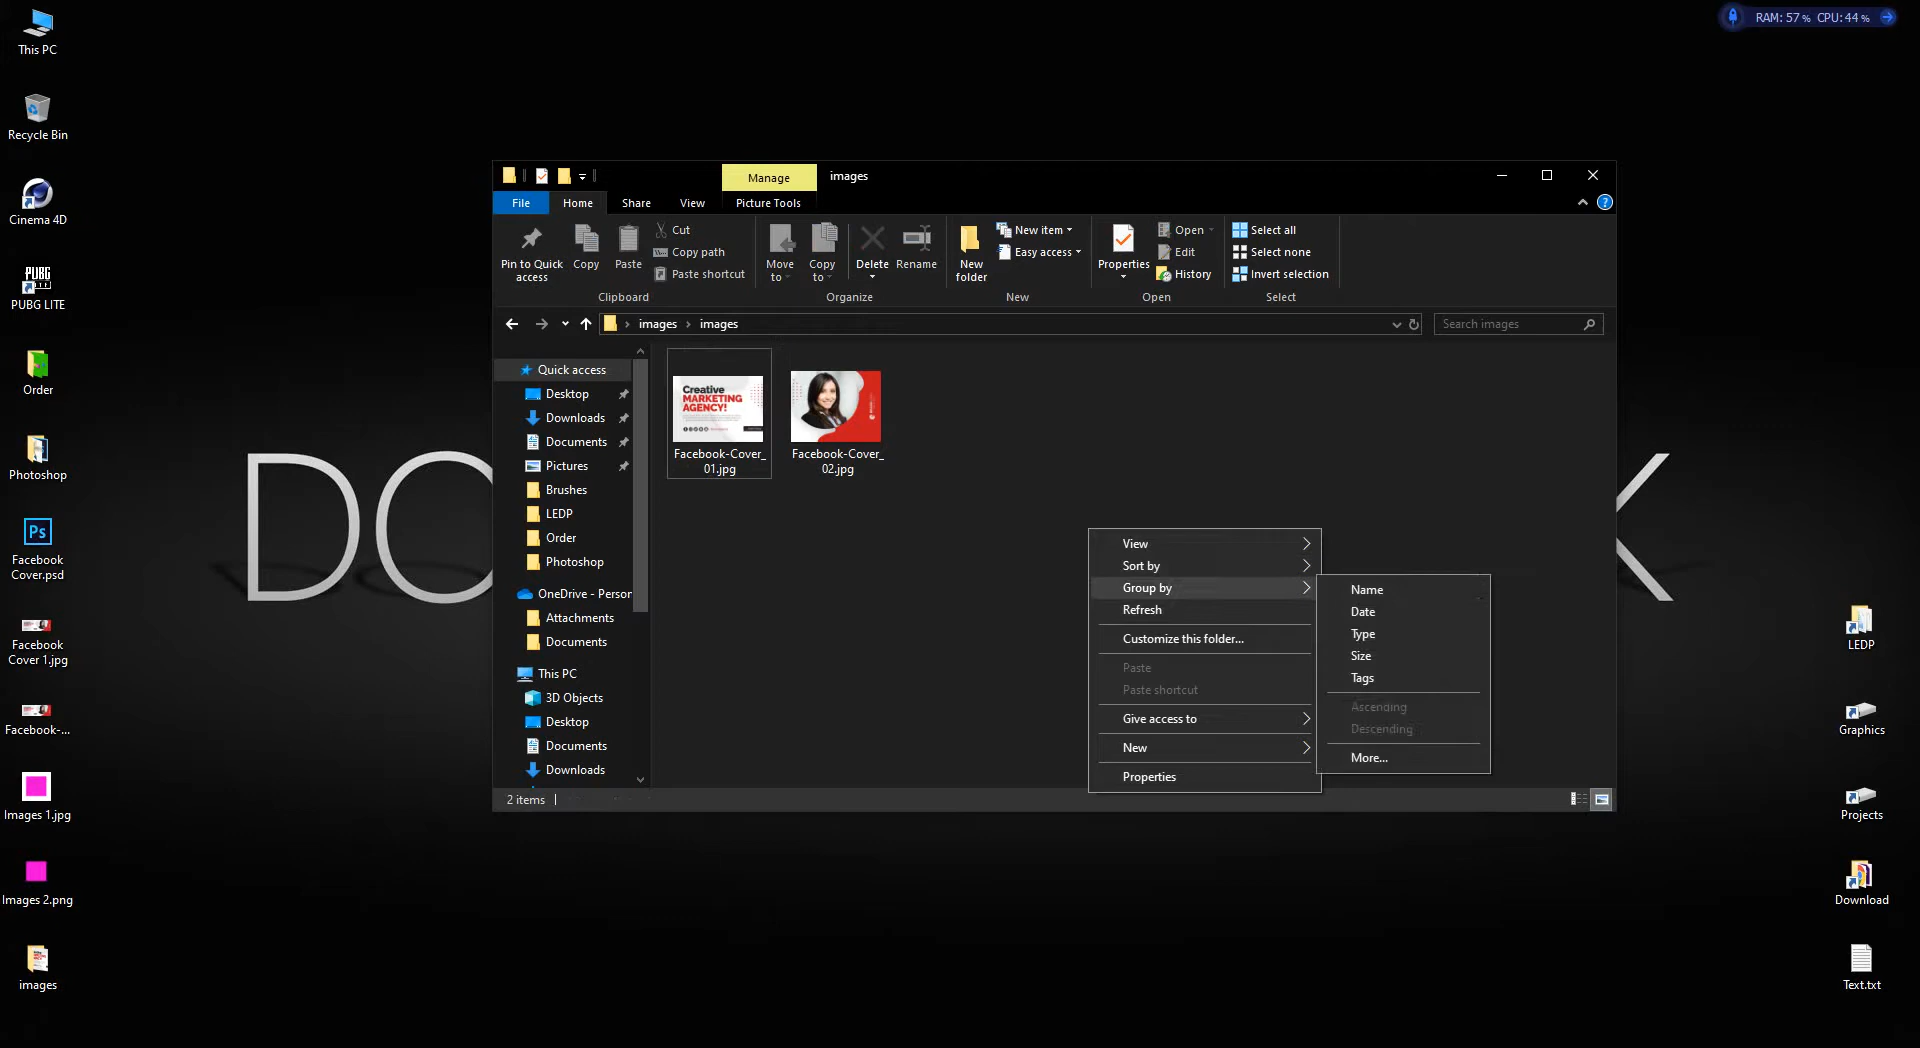 This PC
Recycle Bin
Cinema 4D
PUBG
LITE
PUBG LITE
Order
Photoshop
Ps
Facebook
Cover.psd
Facebook
Cover 1.jpg
Facebook-...
Images 1.jpg
Images 2.png
images
RAM: 57% CPU: 44%
Manage
images
File
Home
Share
View
Picture Tools
Pin to Quick
access
Copy
Paste
Cut
Copy path
Paste shortcut
Clipboard
Move
to
Copy
to
Delete
Rename
Organize
New
folder
New item
Easy access
New
Properties
Open
Edit
History
Open
Select all
Select none
Invert selection
Select
images
images
Search images
Quick access
Desktop
Downloads
Documents
Pictures
Brushes
LEDP
Order
Photoshop
OneDrive - Person
Attachments
Documents
This PC
3D Objects
Desktop
Documents
Downloads
Creative
MARKETING
AGENCY!
Facebook-Cover_
01.jpg
Facebook-Cover_
02.jpg
View
Sort by
Group by
Refresh
Customize this folder...
Paste
Paste shortcut
Give access to
New
Properties
Name
Date
Type
Size
Tags
Ascending
Descending
More...
2 items
DO
K
LEDP
Graphics
Projects
Download
Text.txt